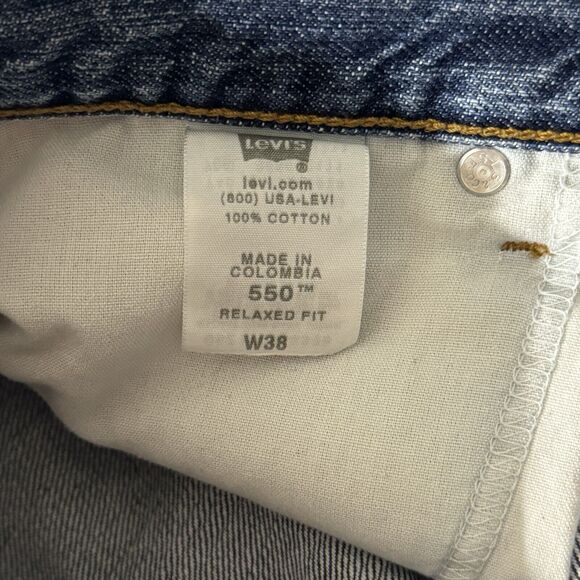 LEVI'S
®
levi.com
(800) USA-LEVI
100% COTTON
MADE IN
COLOMBIA
550™
RELAXED FIT
W38